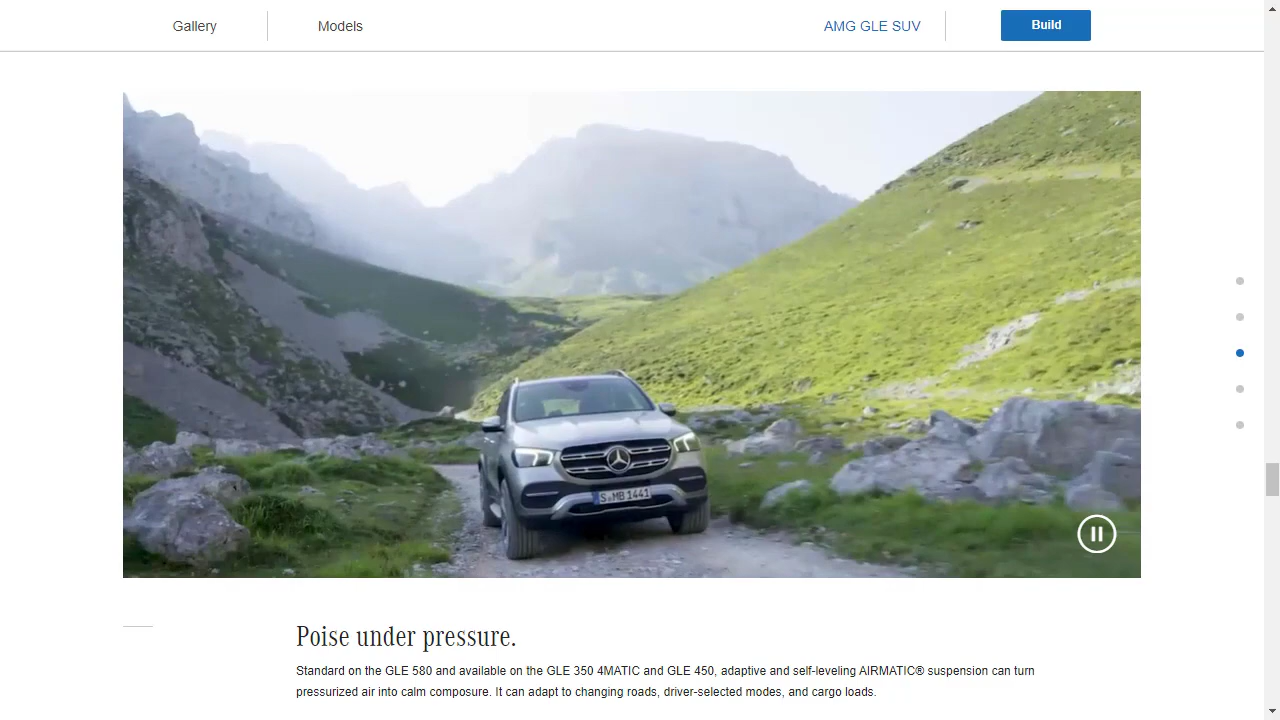 Gallery
Models
AMG GLE SUV
Build
S MB 1441
Poise under pressure.
Standard on the GLE 580 and available on the GLE 350 4MATIC and GLE 450, adaptive and self-leveling AIRMATIC® suspension can turn
pressurized air into calm composure. It can adapt to changing roads, driver-selected modes, and cargo loads.